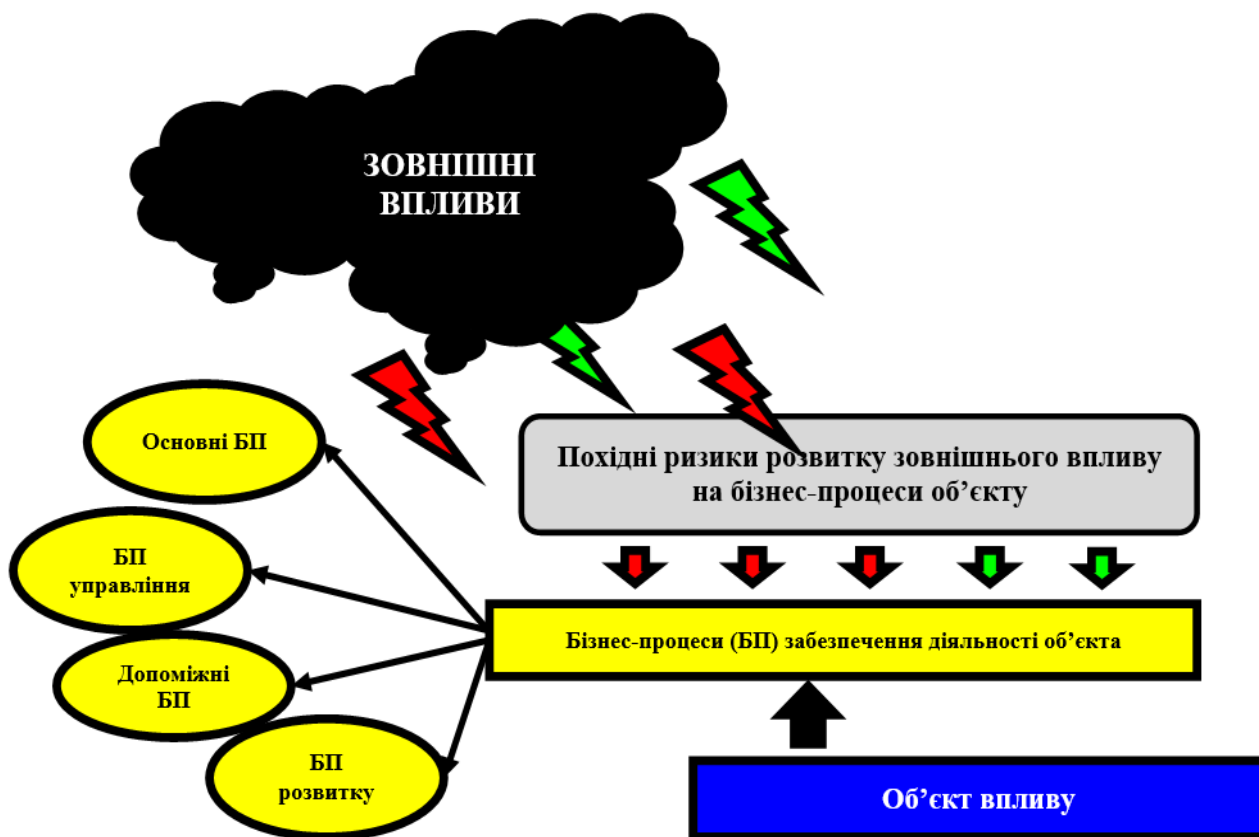 ЗОВНІШНІ
ВПЛИВИ
Основні БП
Похідні ризики розвитку зовнішнього впливу
на бізнес-процеси об’єкту
БП
управління
Бізнес-процеси (БП) забезпечення діяльності об’єкта
Допоміжні
БП
БП
розвитку
Об’єкт впливу